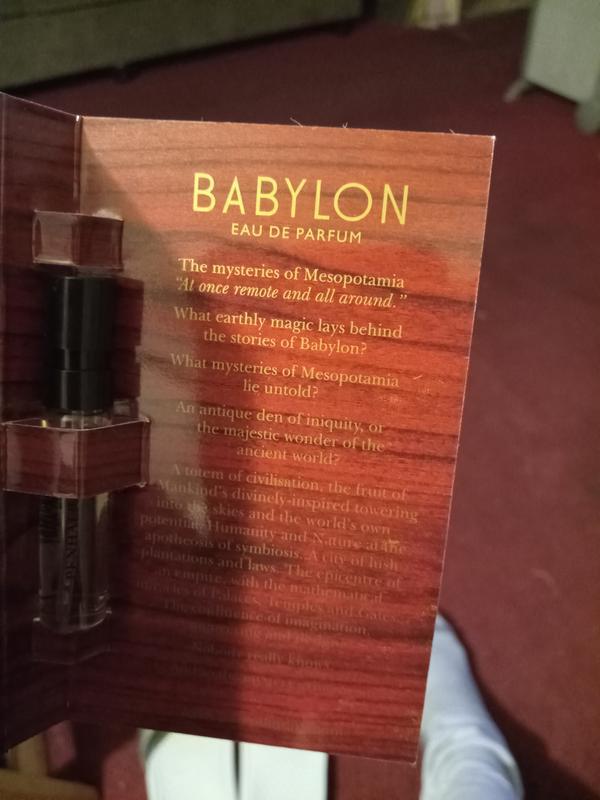 BABYLON
EAU DE PARFUM
The mysteries of Mesopotamia
“At once remote and all around.”
What earthly magic lays behind
the stories of Babylon?
What mysteries of Mesopotamia
lie untold?
An antique den of iniquity, or
the majestic wonder of the
ancient world?
A totem of civilisation, the fruit of
Mankind's divinely-inspired towering
into the skies and the world's own
potential. Humanity and Nature at the
apotheosis of symbiosis. A city of lush
plantations and laws. The epicentre of
empire, with the mathematical
miracles of Palaces, Temples and Gates.
The confluence of imagination,
Nobody really knows.
PENHAL